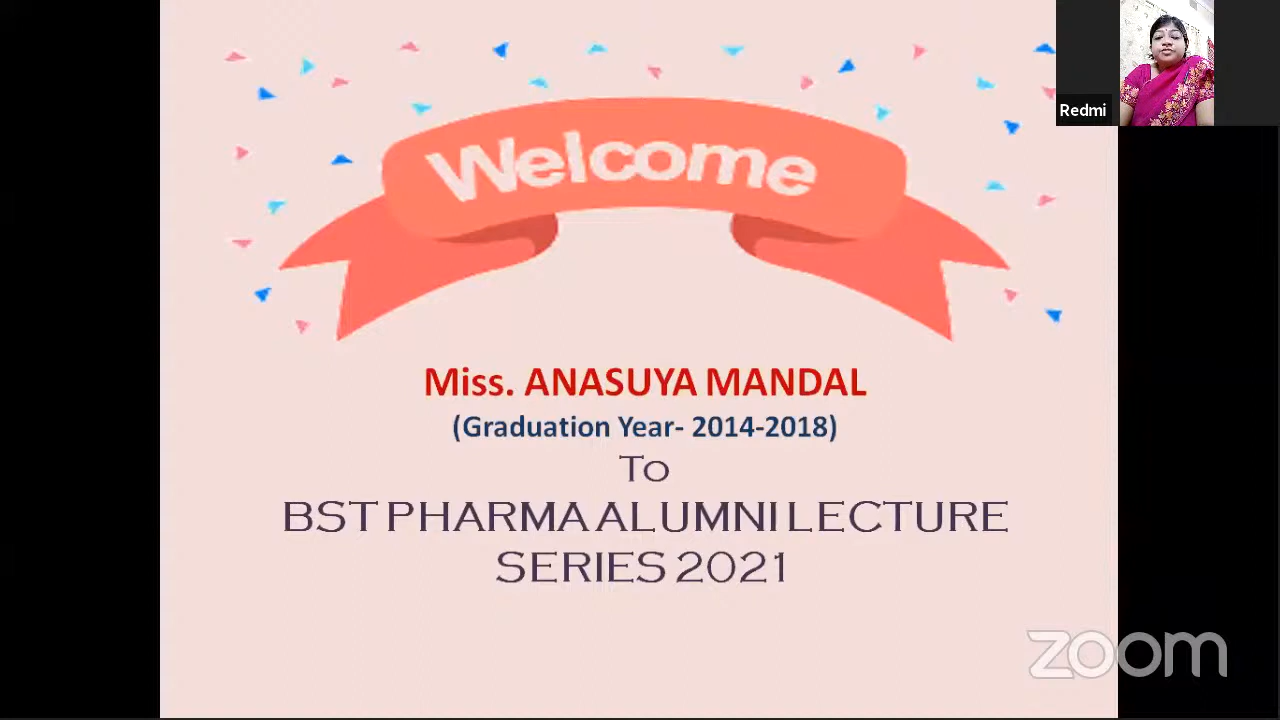 Welcome
Redmi
Miss. ANASUYA MANDAL
(Graduation Year- 2014-2018)
To
BST PHARMA ALUMNI LECTURE
SERIES 2021
zoom